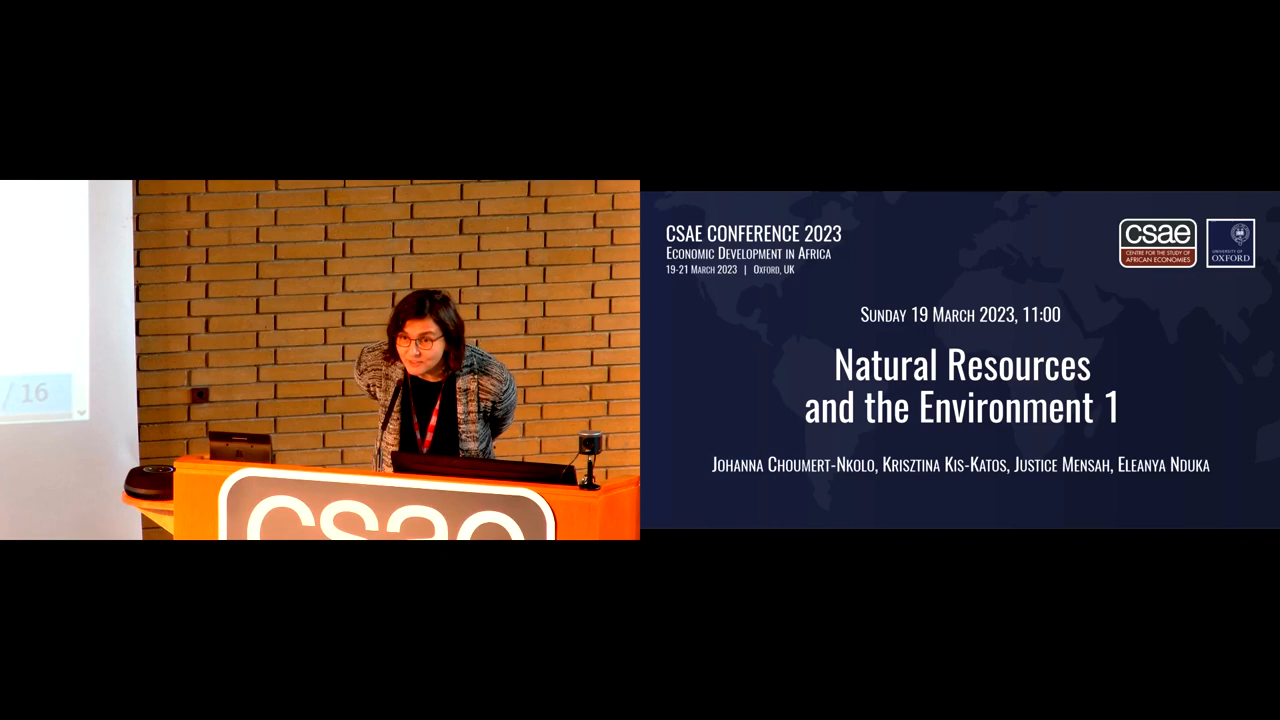 / 16
csae
CSAE CONFERENCE 2023
Economic Development in Africa
19-21 March 2023 | Oxford, UK
csae
CENTRE FOR THE STUDY OF
AFRICAN ECONOMIES
UNIVERSITY OF
OXFORD
Sunday 19 March 2023, 11:00
Natural Resources
and the Environment 1
Johanna Choumert-Nkolo, Krisztina Kis-Katos, Justice Mensah, Eleanya Nduka